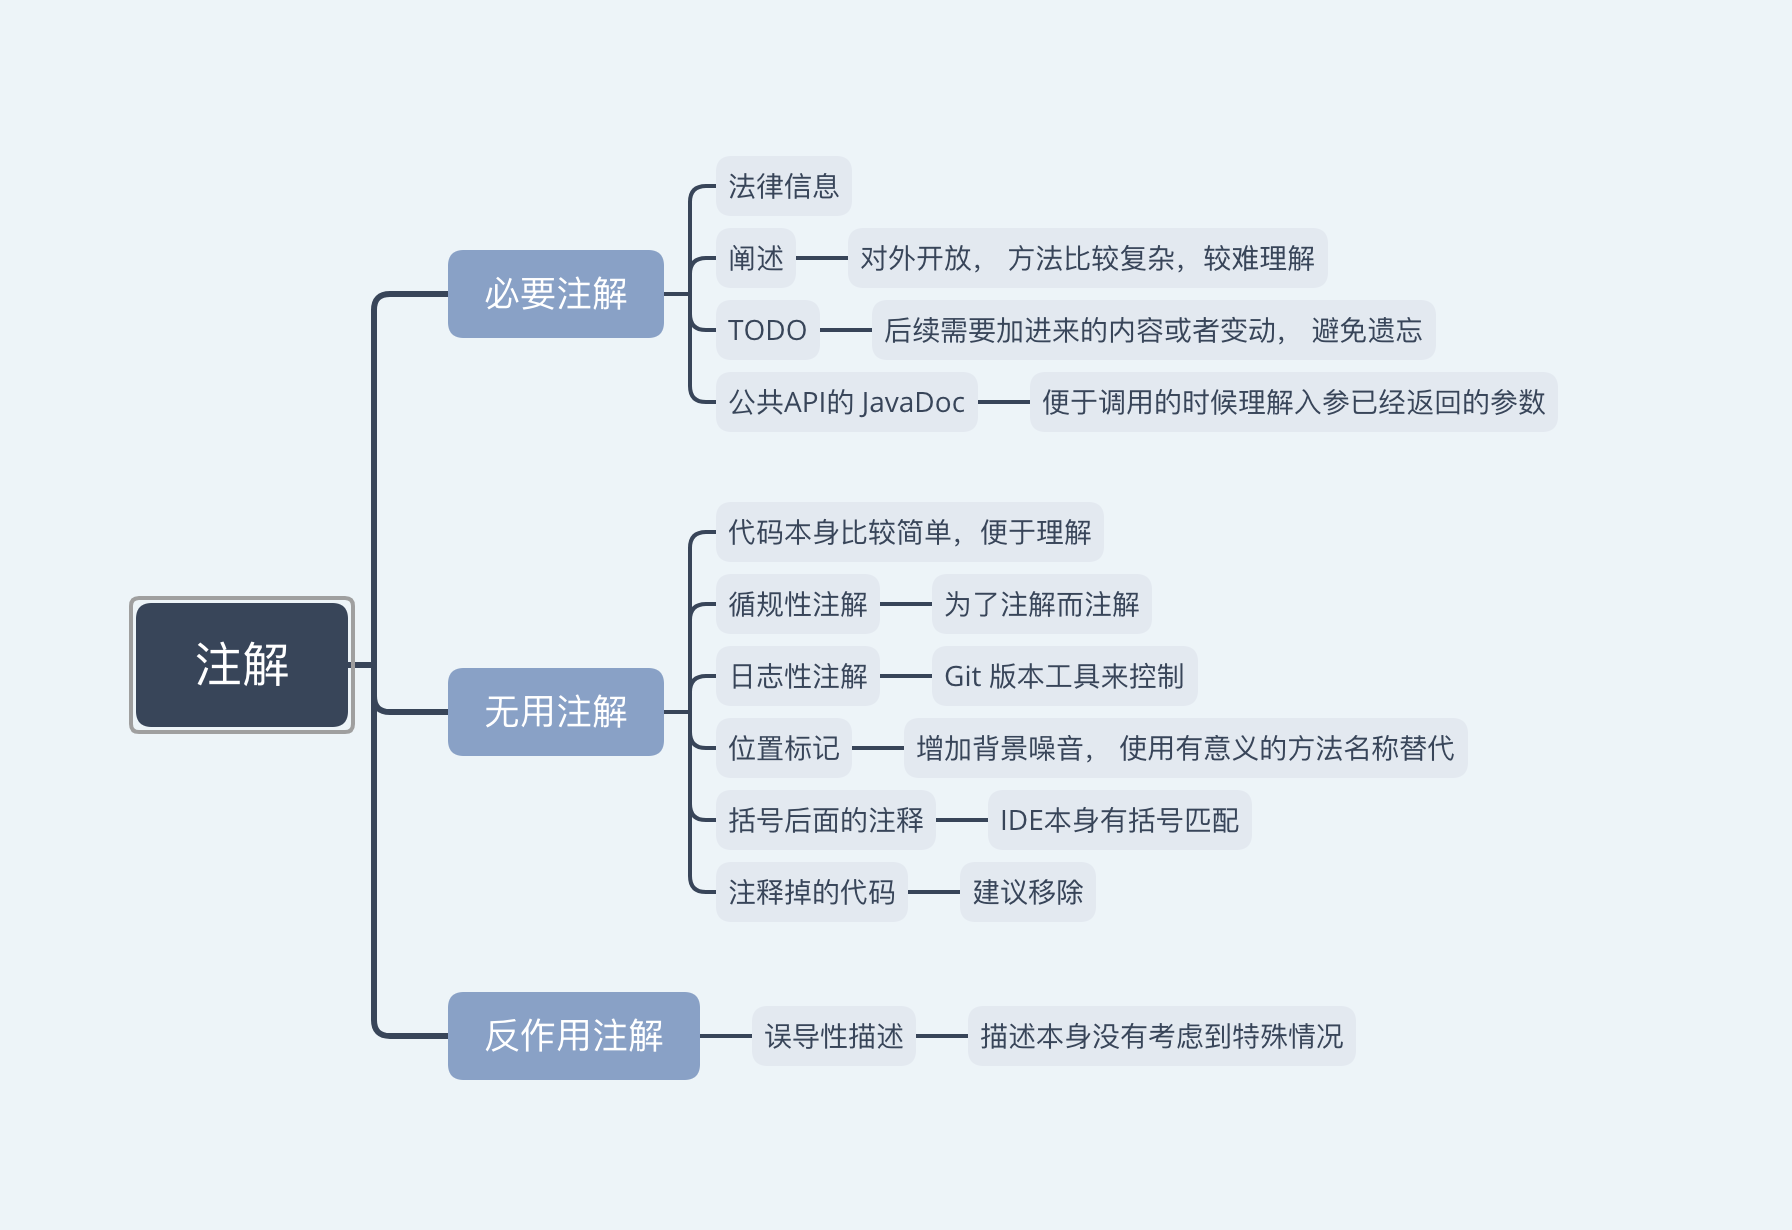 注解
必要注解
法律信息
阐述
对外开放， 方法比较复杂，较难理解
TODO
后续需要加进来的内容或者变动， 避免遗忘
公共API的 JavaDoc
便于调用的时候理解入参已经返回的参数
无用注解
代码本身比较简单，便于理解
循规性注解
为了注解而注解
日志性注解
Git 版本工具来控制
位置标记
增加背景噪音， 使用有意义的方法名称替代
括号后面的注释
IDE本身有括号匹配
注释掉的代码
建议移除
反作用注解
误导性描述
描述本身没有考虑到特殊情况